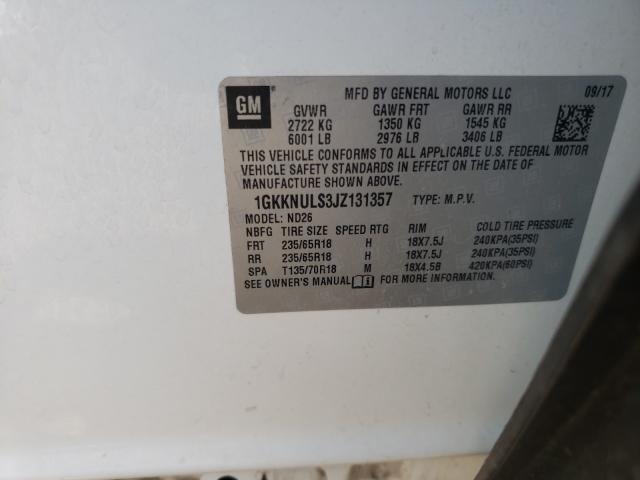 GM
MFD BY GENERAL MOTORS LLC 09/17
GVWR GAWR FRT GAWR RR
2722 KG 1350 KG 1545 KG
6001 LB 2976 LB 3406 LB
THIS VEHICLE CONFORMS TO ALL APPLICABLE U.S. FEDERAL MOTOR
VEHICLE SAFETY STANDARDS IN EFFECT ON THE DATE OF
MANUFACTURE SHOWN ABOVE.
1GKKNULS3JZ131357 TYPE: M.P.V.
MODEL: ND26
NBFG TIRE SIZE SPEED RTG RIM COLD TIRE PRESSURE
FRT 235/65R18 H 18X7.5J 240KPA(35PSI)
RR 235/65R18 H 18X7.5J 240KPA(35PSI)
SPA T135/70R18 M 18X4.5B 420KPA(60PSI)
SEE OWNER'S MANUAL FOR MORE INFORMATION